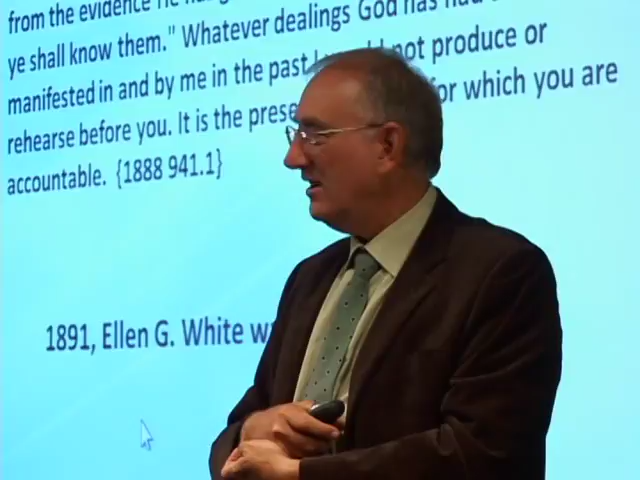 from the evidence He has
ye shall know them." Whatever dealings God has had
manifested in and by me in the past I would not produce or
rehearse before you. It is the present for which you are
accountable. {1888 941.1}
1891, Ellen G. White w